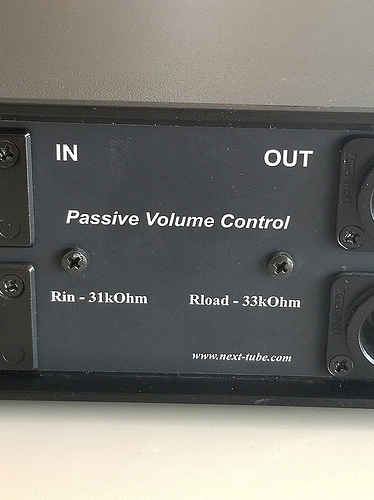 IN
OUT
Passive Volume Control
Rin - 31kOhm
Rload - 33kOhm
www.next-tube.com